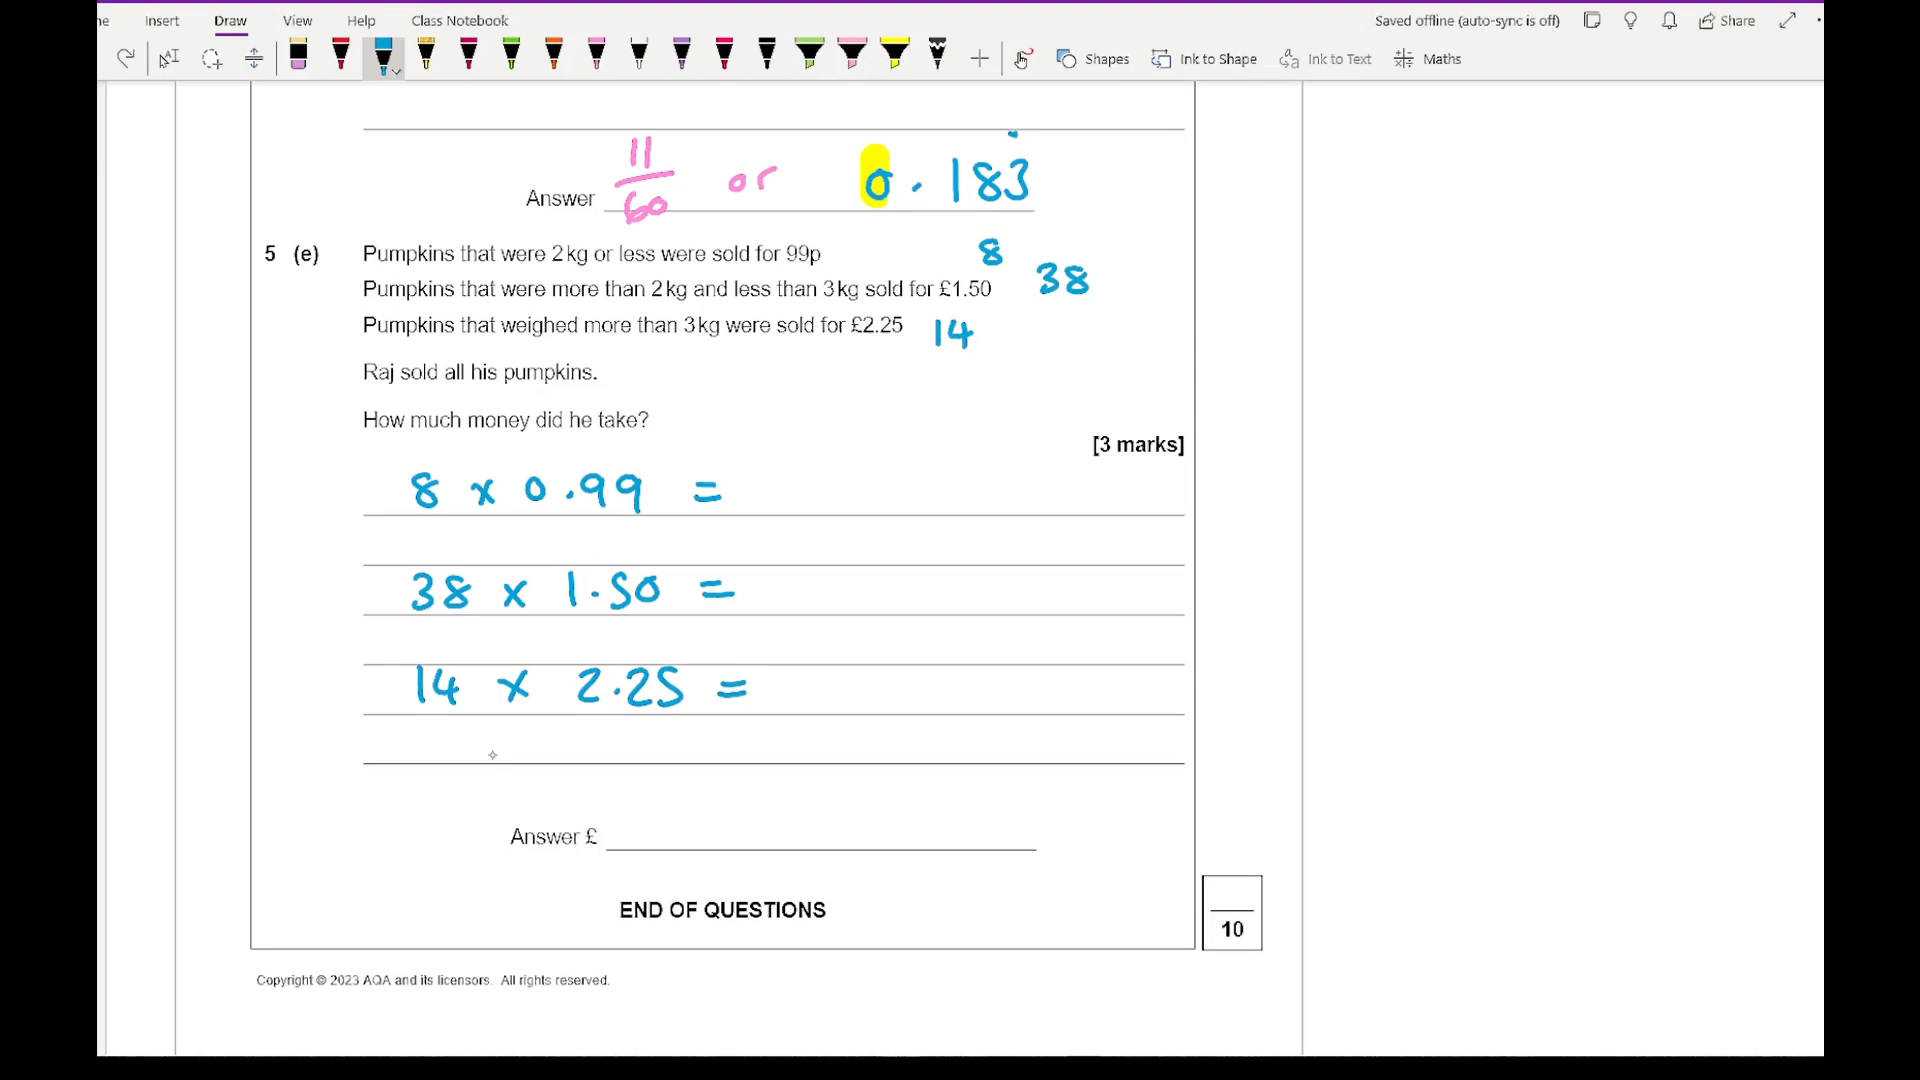 Insert Draw View Help Class Notebook Saved offline (auto-sync is off) Share
Ink to Shape Shapes Ink to Text Maths
11
60
or
0.183̇
Answer
5 (e) Pumpkins that were 2 kg or less were sold for 99p 8
Pumpkins that were more than 2 kg and less than 3 kg sold for £1.50 38
Pumpkins that weighed more than 3 kg were sold for £2.25 14
Raj sold all his pumpkins.
How much money did he take?
[3 marks]
8 x 0.99 =
38 x 1.50 =
14 x 2.25 =
Answer £
END OF QUESTIONS
10
Copyright © 2023 AQA and its licensors. All rights reserved.